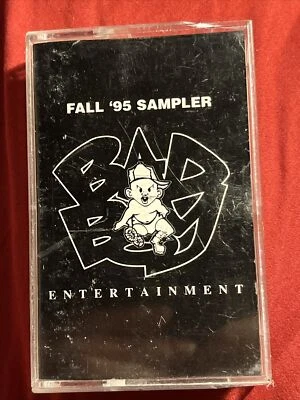 FALL '95 SAMPLER
BAD
BOY
ENTERTAINMENT